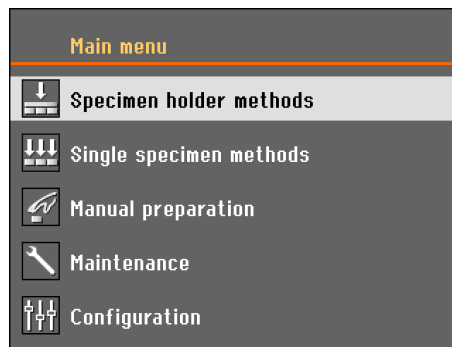 Main menu
Specimen holder methods
Single specimen methods
Manual preparation
Maintenance
Configuration